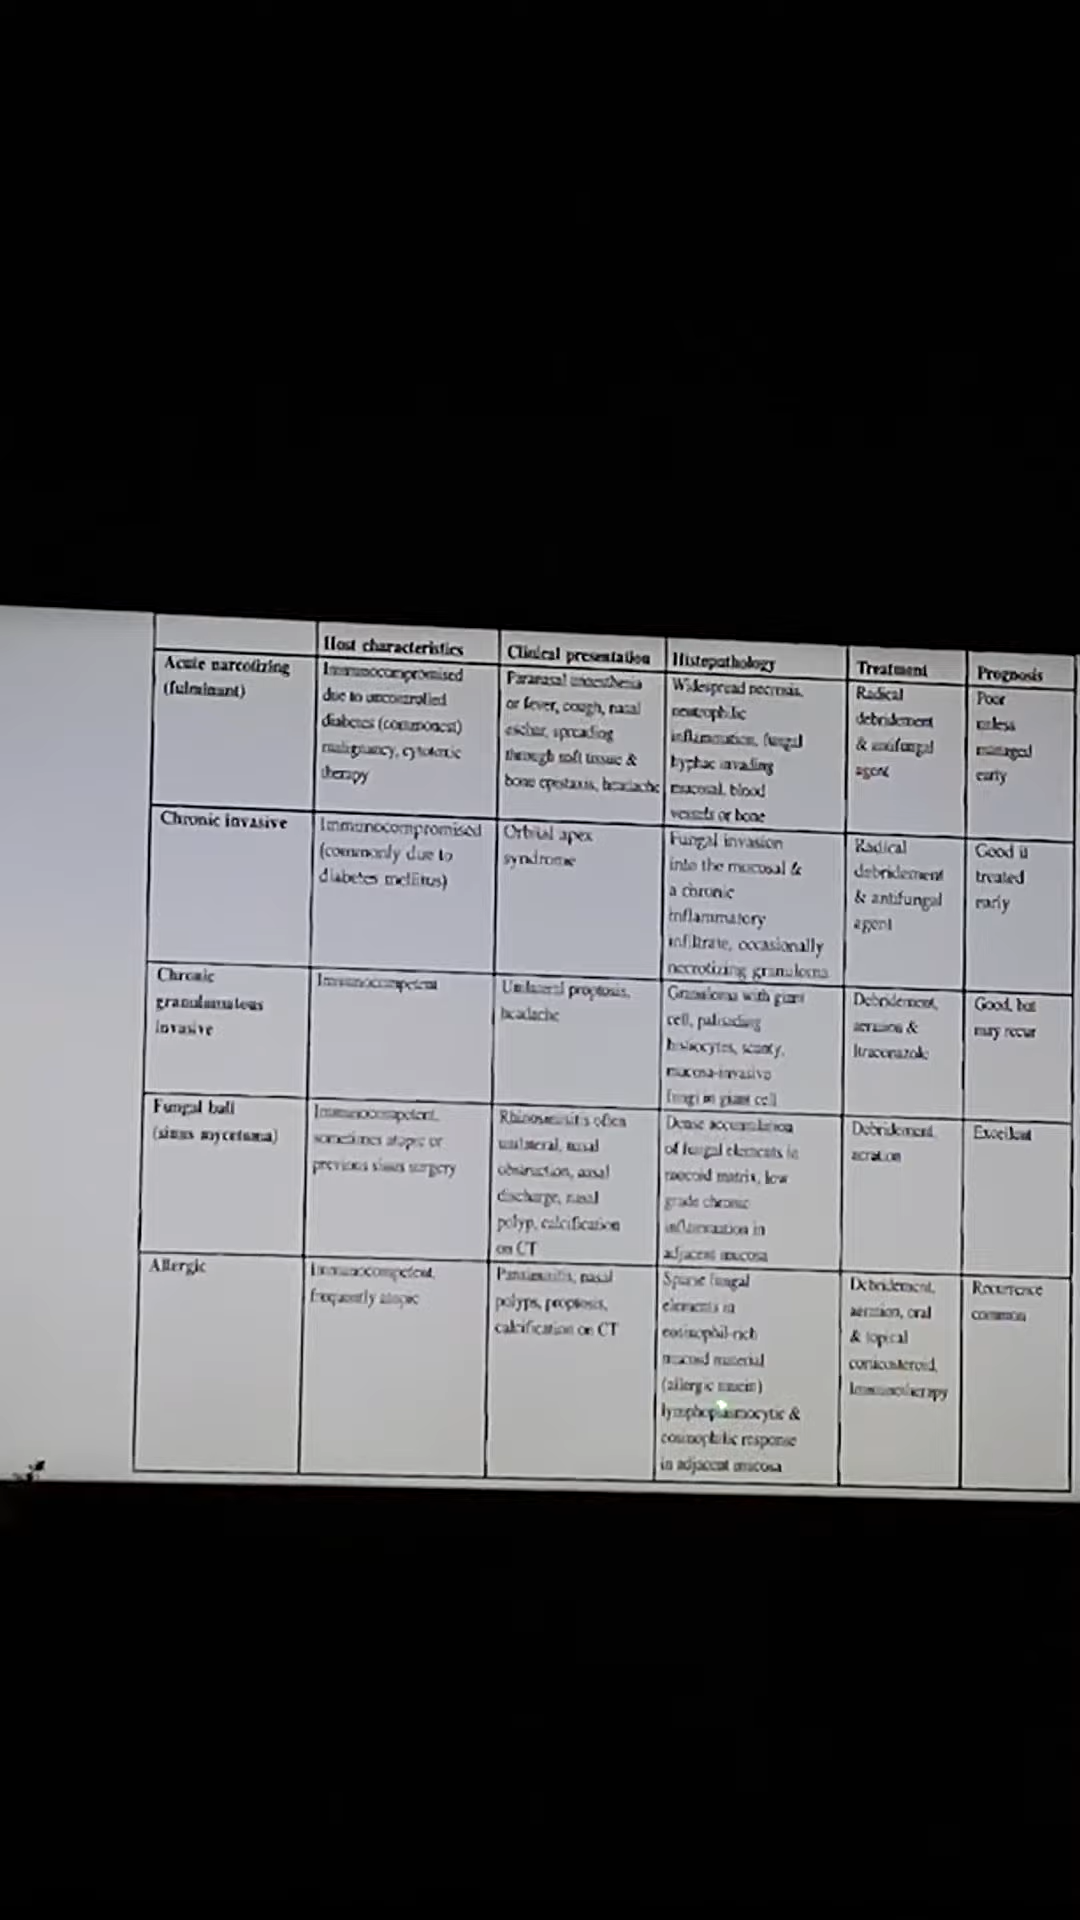 Host characteristics
Clinical presentation
Histopathology
Treatment
Prognosis
Acute narcotizing
(fulminant)
Immunocompromised
due to uncontrolled
diabetes (commonest)
malignancy, cytotoxic
therapy
Paranasal anaesthesia
or fever, cough, nasal
eschar, spreading
through soft tissue &
bone epistaxis, headache
Widespread necrosis,
neutrophilic
inflammation, fungal
hyphae invading
mucosal, blood
vessels or bone
Radical
debridement
& antifungal
agent
Poor
unless
managed
early
Chronic invasive
Immunocompromised
(commonly due to
diabetes mellitus)
Orbital apex
syndrome
Fungal invasion
into the mucosal &
a chronic
inflammatory
infiltrate, occasionally
necrotizing granuloma
Radical
debridement
& antifungal
agent
Good if
treated
early
Chronic
granulamatous
invasive
Immunocompetent
Unilateral proptosis,
headache
Granuloma with giant
cell, palisading
histiocytes, scanty,
mucosa-invasive
fungi in giant cell
Debridement,
aeration &
Itraconazole
Good, but
may recur
Fungal ball
(sinus mycetoma)
Immunocompetent,
sometimes atopic or
previous sinus surgery
Rhinosinusitis often
unilateral, nasal
obstruction, nasal
discharge, nasal
polyp, calcification
on CT
Dense accumulation
of fungal elements in
mucoid matrix, low
grade chronic
inflammation in
adjacent mucosa
Debridement,
aeration
Excellent
Allergic
Immunocompetent,
frequently atopic
Pansinusitis, nasal
polyps, proptosis,
calcification on CT
Sparse fungal
elements in
eosinophil-rich
mucoid material
(allergic mucin)
lymphoplasmocytic &
eosinophilic response
in adjacent mucosa
Debridement,
aeration, oral
& topical
corticosteroid,
Immunotherapy
Recurrence
common